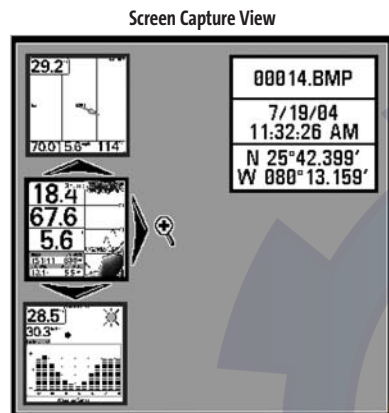 Screen Capture View
29.2
70.0 5.6 114°
18.4
67.6
5.6
28.5
30.3
00014.BMP
7/19/04
11:32:26 AM
N 25°42.399'
W 080°13.159'